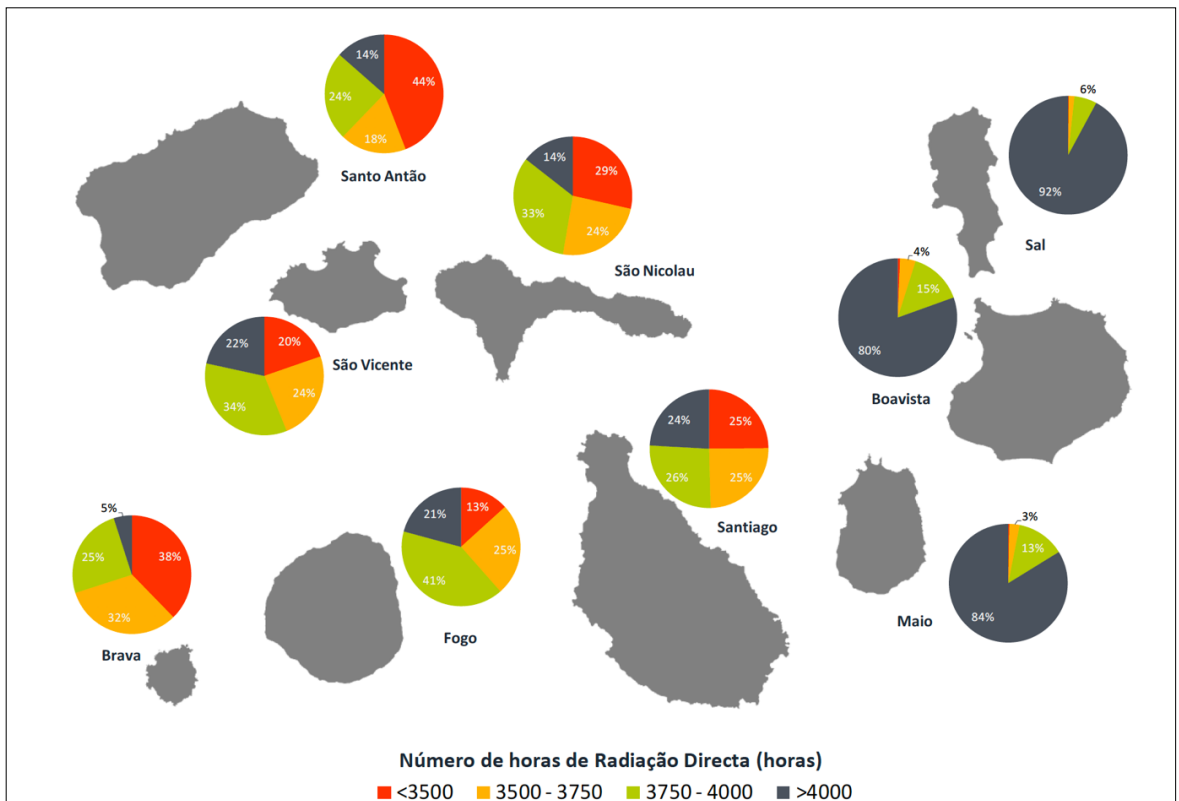 14%
44%
24%
18%
Santo Antão
14%
29%
33%
24%
São Nicolau
6%
92%
Sal
4%
15%
80%
Boavista
22%
20%
34%
24%
São Vicente
24%
25%
26%
25%
Santiago
5%
38%
25%
32%
Brava
21%
13%
25%
41%
Fogo
3%
13%
84%
Maio
Número de horas de Radiação Directa (horas)
<3500 3500 - 3750 3750 - 4000 >4000